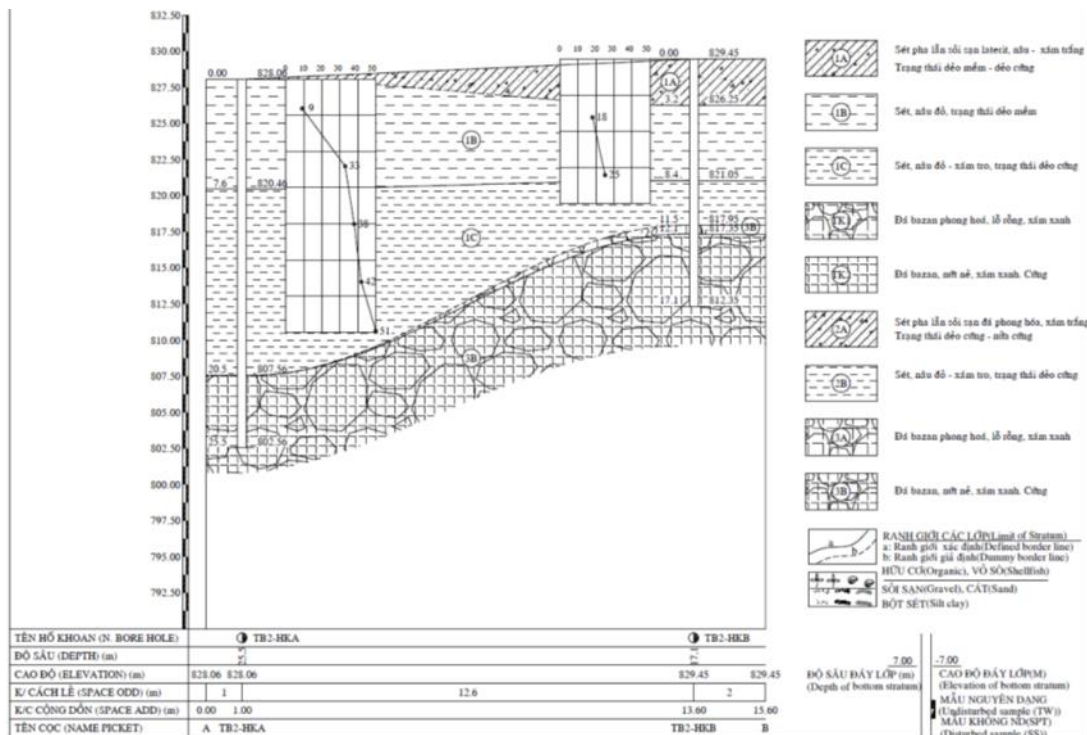 832.50
830.00
827.50
825.00
822.50
820.00
817.50
815.00
812.50
810.00
807.50
805.00
802.50
800.00
797.50
795.00
792.50
0.00 828.06
0 10 20 30 40 50
9
33
38
42
51
7.6 820.46
20.5 807.56
25.5 802.56
1B
1C
3B
0 10 20 30 40 50
18
25
0.00 829.45
1A
3.2 826.25
8.4 821.05
11.5 817.95
12.1 817.35
3B
17.1 812.35
1A
Sét pha lẫn sỏi sạn laterit, nâu - xám trắng
Trạng thái dẻo mềm - dẻo cứng
1B
Sét, nâu đỏ, trạng thái dẻo mềm
1C
Sét, nâu đỏ - xám tro, trạng thái dẻo cứng
TK
Đá bazan phong hoá, lỗ rỗng, xám xanh
TK
Đá bazan, nứt nẻ, xám xanh. Cứng
2A
Sét pha lẫn sỏi sạn đá phong hóa, xám trắng
Trạng thái dẻo cứng - nửa cứng
2B
Sét, nâu đỏ - xám tro, trạng thái dẻo cứng
3A
Đá bazan phong hoá, lỗ rỗng, xám xanh
3B
Đá bazan, nứt nẻ, xám xanh. Cứng
a
b
RANH GIỚI CÁC LỚP(Limit of Stratum)
a: Ranh giới xác định(Defined border line)
b: Ranh giới giả định(Dummy border line)
HỮU CƠ(Organic), VỎ SÒ(Shellfish)
SỎI SẠN(Gravel), CÁT(Sand)
BỘT SÉT(Silt clay)
TÊN HỐ KHOAN (N. BORE HOLE) TB2-HKA TB2-HKB
ĐỘ SÂU (DEPTH) (m) 25.5 17.1
CAO ĐỘ (ELEVATION) (m) 828.06 828.06 829.45 829.45
K/ CÁCH LẺ (SPACE ODD) (m) 1 12.6 2
K/C CỘNG DỒN (SPACE ADD) (m) 0.00 1.00 13.60 15.60
TÊN CỌC (NAME PICKET) A TB2-HKA TB2-HKB B
7.00
ĐỘ SÂU ĐÁY LỚP (m)
(Depth of bottom stratum)
-7.00
CAO ĐỘ ĐÁY LỚP(M)
(Elevation of bottom stratum)
MẪU NGUYÊN DẠNG
(Undisturbed sample (TW))
MẪU KHÔNG ND(SPT)
(Disturbed sample (SS))